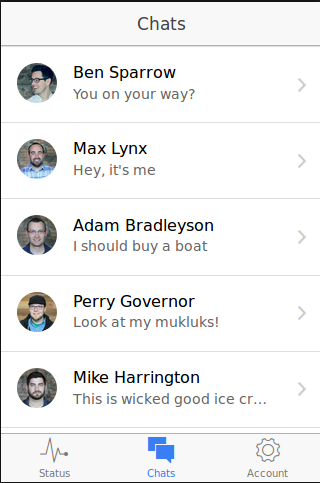 Chats
Ben Sparrow
You on your way?
Max Lynx
Hey, it's me
Adam Bradleyson
I should buy a boat
Perry Governor
Look at my mukluks!
Mike Harrington
This is wicked good ice cr...
Status Chats Account